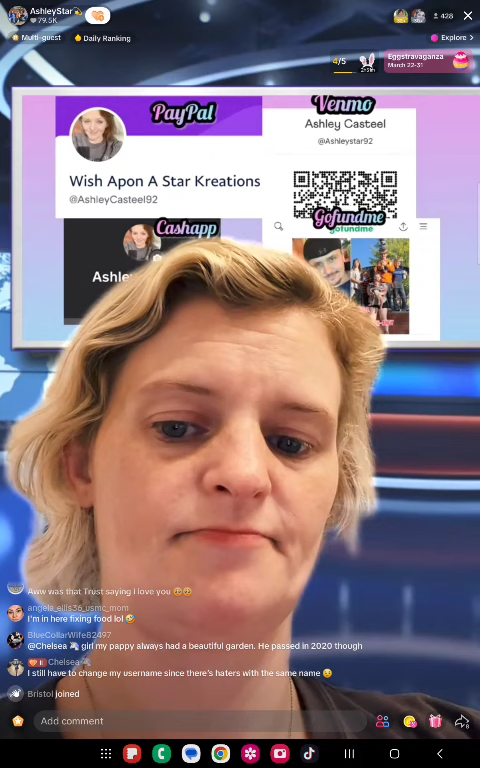 AshleyStar💫
79.5K
428
Multi-guest
Daily Ranking
Explore >
4/5
Eggstravaganza
March 22-31
PayPal
Venmo
Ashley Casteel
@Ashleystar92
Wish Apon A Star Kreations
@AshleyCasteel92
Cashapp
Gofundme
gofundme
Ashley
Aww was that Trust saying I love you 🥹🥹
angela_ellis36_usmc_mom
I'm in here fixing food lol 🤣
BlueCollarWife82497
@Chelsea 🦓 girl my pappy always had a beautiful garden. He passed in 2020 though
Chelsea 🦓
I still have to change my username since there's haters with the same name 😒
Bristol joined
Add comment